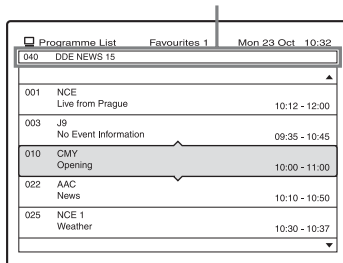 Programme List Favourites 1 Mon 23 Oct 10:32
040 DDE NEWS 15
001 NCE
Live from Prague 10:12 - 12:00
003 J9
No Event Information 09:35 - 10:45
010 CMY
Opening 10:00 - 11:00
022 AAC
News 10:10 - 10:50
025 NCE 1
Weather 10:30 - 10:37